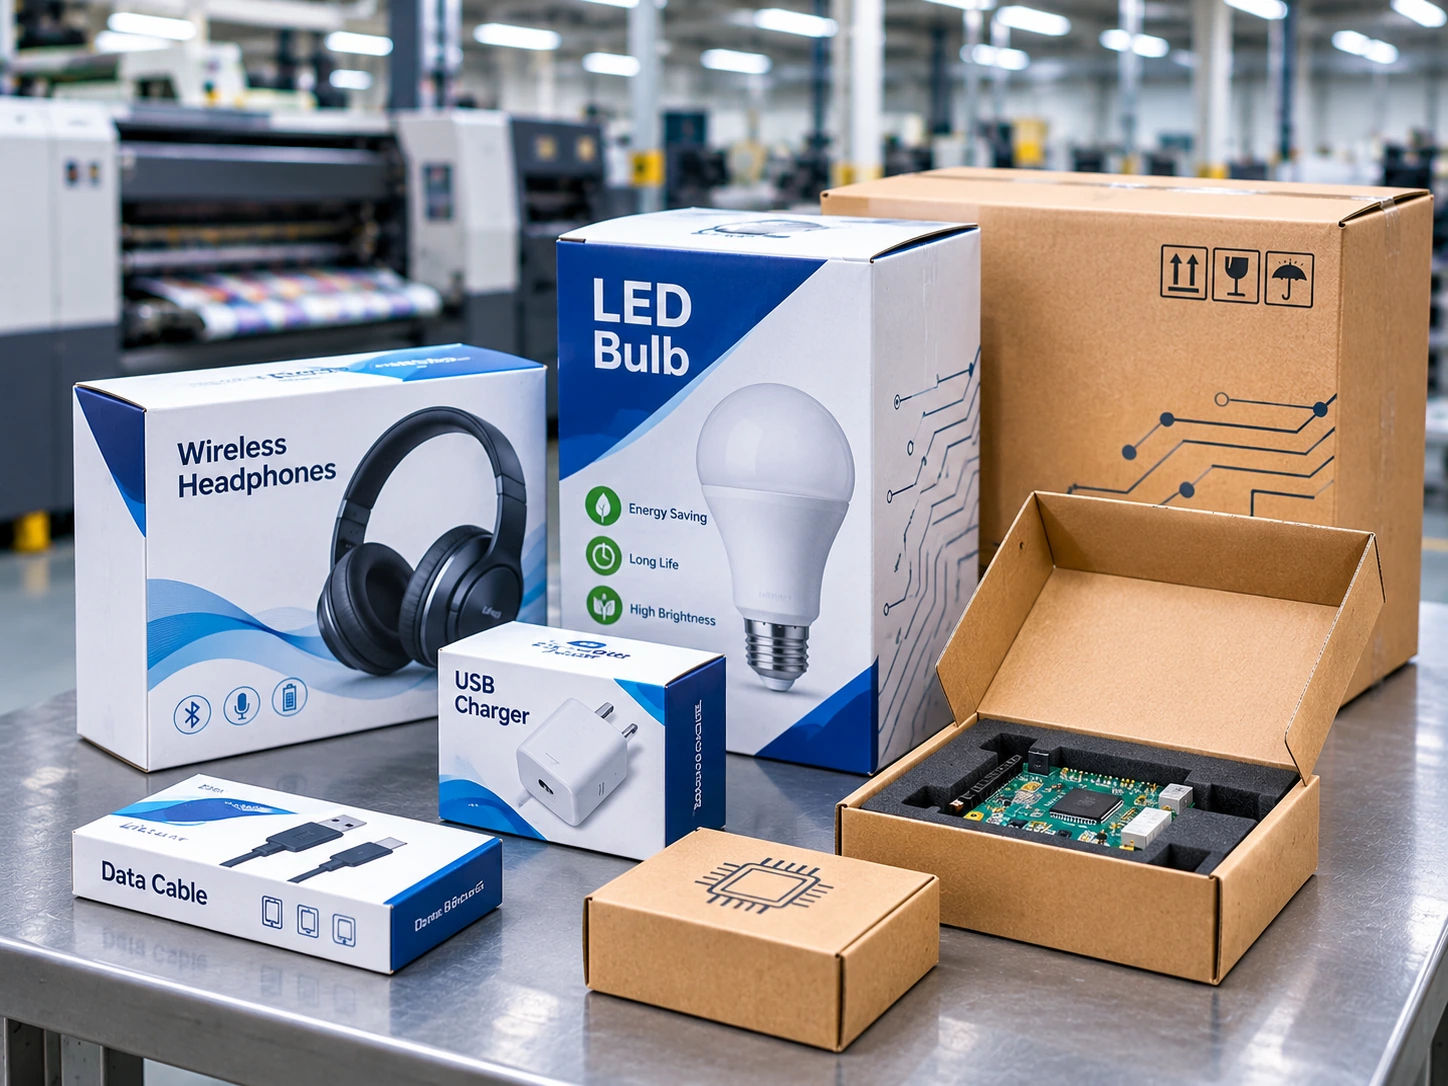 LED
Bulb
Energy Saving
Long Life
High Brightness
Wireless
Headphones
USB
Charger
Data Cable